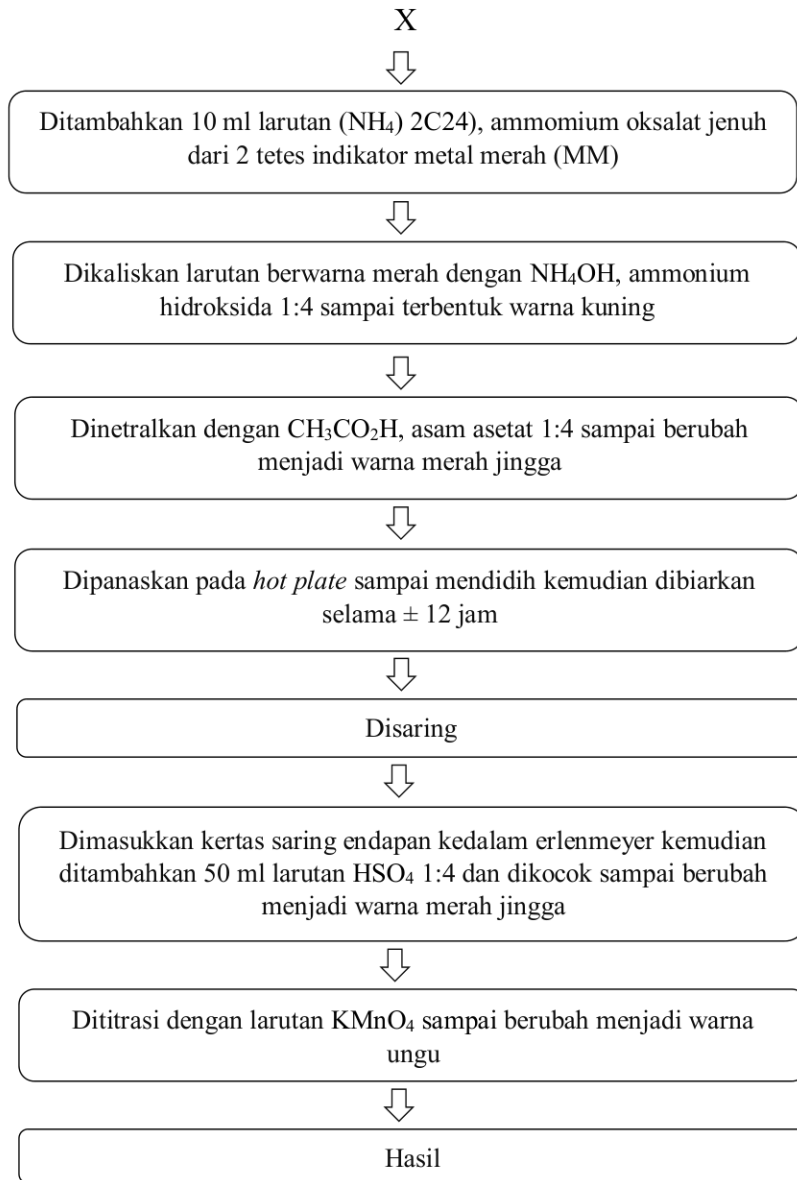 X
Ditambahkan 10 ml larutan (NH₄) 2C24), ammomium oksalat jenuh
dari 2 tetes indikator metal merah (MM)
Dikaliskan larutan berwarna merah dengan NH₄OH, ammonium
hidroksida 1:4 sampai terbentuk warna kuning
Dinetralkan dengan CH₃CO₂H, asam asetat 1:4 sampai berubah
menjadi warna merah jingga
Dipanaskan pada hot plate sampai mendidih kemudian dibiarkan
selama ± 12 jam
Disaring
Dimasukkan kertas saring endapan kedalam erlenmeyer kemudian
ditambahkan 50 ml larutan HSO₄ 1:4 dan dikocok sampai berubah
menjadi warna merah jingga
Dititrasi dengan larutan KMnO₄ sampai berubah menjadi warna
ungu
Hasil